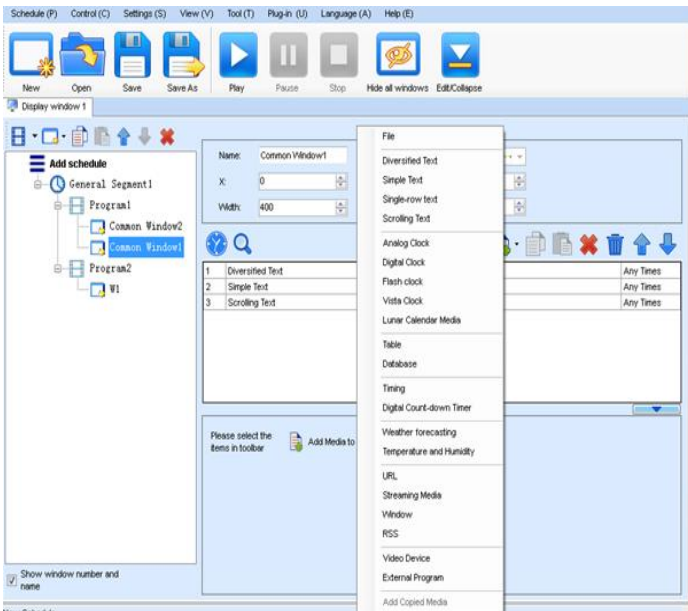 Schedule (P) Control (C) Settings (S) View (V) Tool (T) Plug-in (U) Language (A) Help (E)
New Open Save Save As Play Pause Stop Hide all windows Edit/Collapse
Display window 1
Add schedule
General Segment1
Program1
Common Window2
Common Window1
Program2
W1
Show window number and
name
Name: Common Window1
X: 0
Width: 400
1 Diversified Text Any Times
2 Simple Text Any Times
3 Scrolling Text Any Times
Please select the
items in toolbar
Add Media to
File
Diversified Text
Simple Text
Single-row text
Scrolling Text
Analog Clock
Digital Clock
Flash clock
Vista Clock
Lunar Calendar Media
Table
Database
Timing
Digital Count-down Timer
Weather forecasting
Temperature and Humidity
URL
Streaming Media
Window
RSS
Video Device
External Program
Add Copied Media